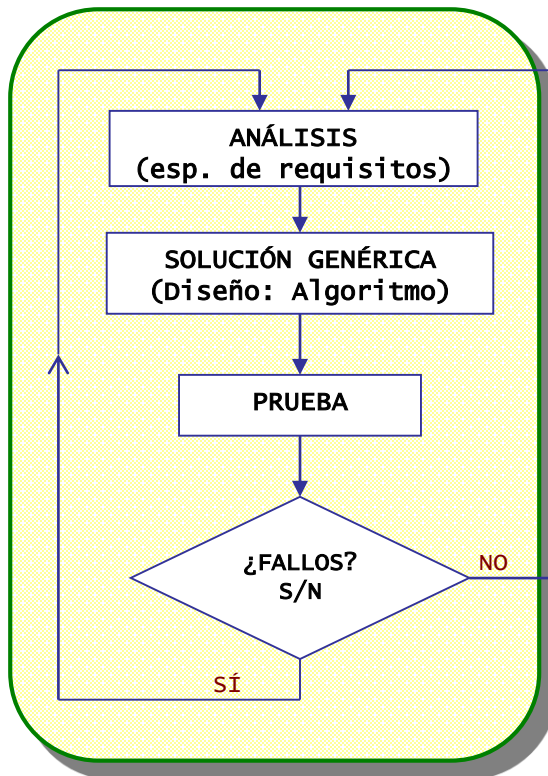 ANÁLISIS
(esp. de requisitos)
SOLUCIÓN GENÉRICA
(Diseño: Algoritmo)
PRUEBA
¿FALLOS?
S/N
NO
SÍ